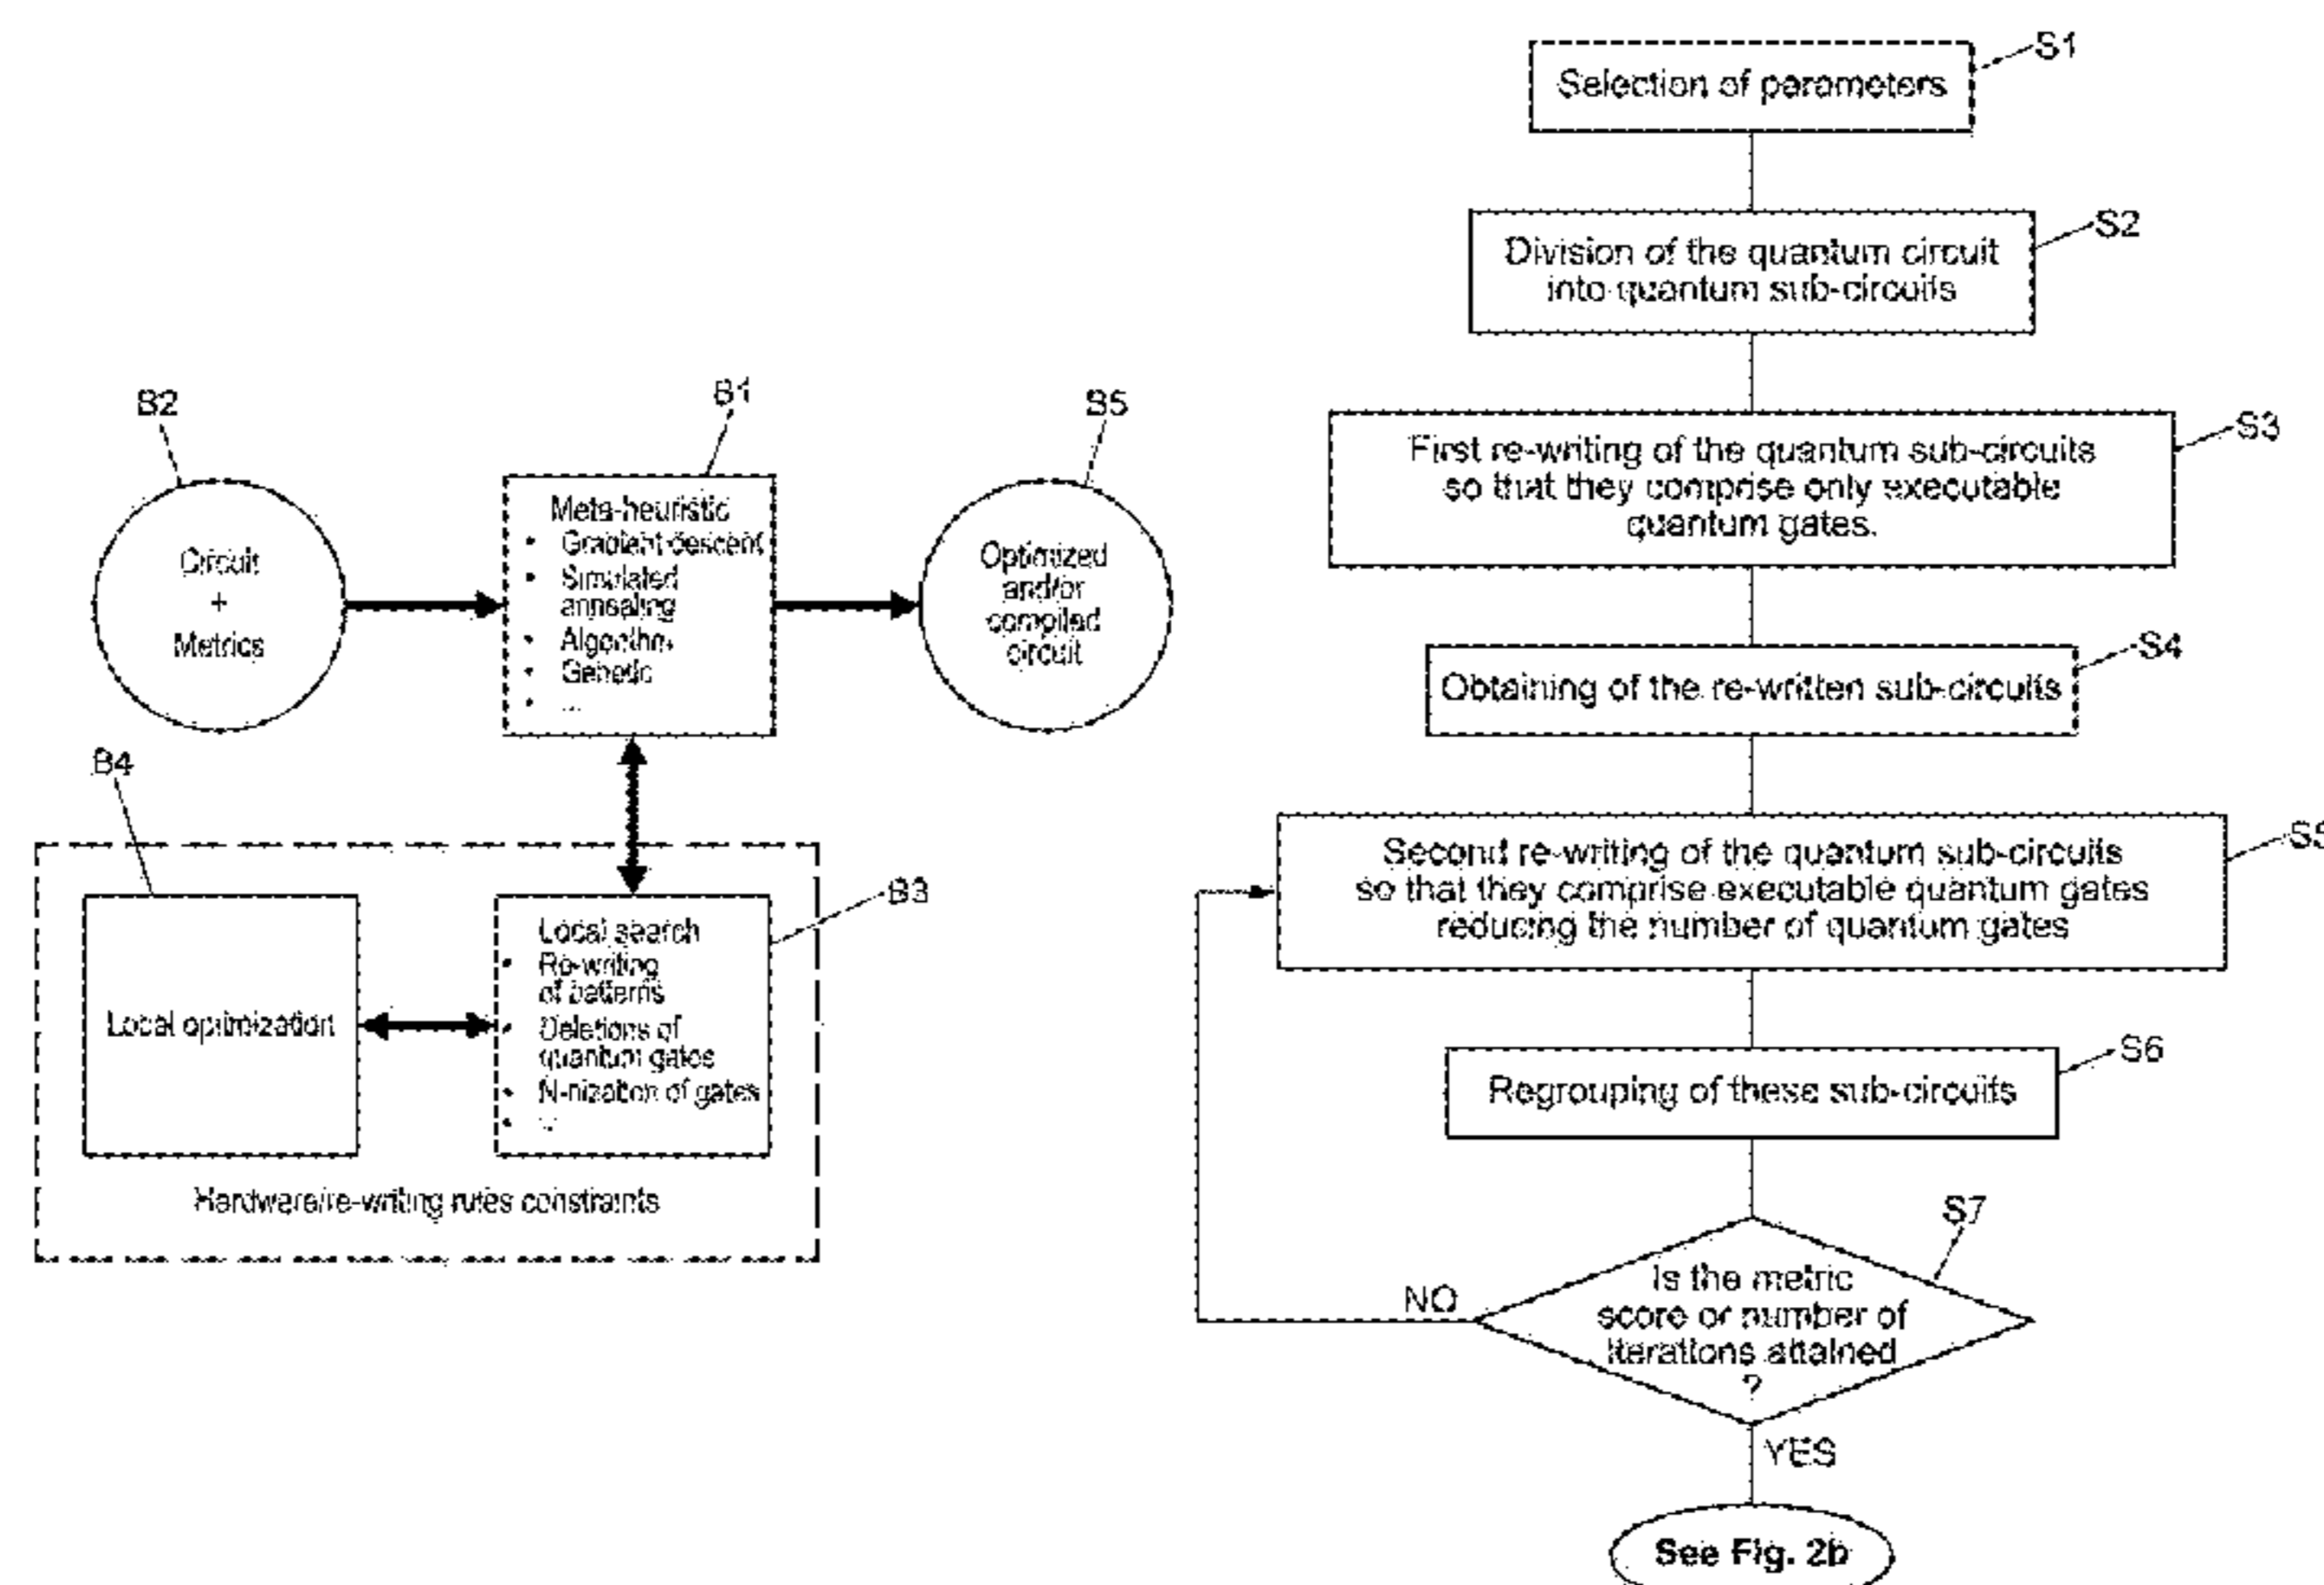 B2
Circuit
+
Metrics
B1
Meta-heuristic
• Gradient descent
• Simulated
annealing
• Algorithm
• Genetic
• ...
B5
Optimized
and/or
compiled
circuit
B4
Local optimization
B3
Local search
• Re-writing
of patterns
• Deletions of
quantum gates
• N-nization of gates
• ...
Hardware/re-writing rules constraints
S1
Selection of parameters
S2
Division of the quantum circuit
into quantum sub-circuits
S3
First re-writing of the quantum sub-circuits
so that they comprise only executable
quantum gates.
S4
Obtaining of the re-written sub-circuits
S5
Second re-writing of the quantum sub-circuits
so that they comprise executable quantum gates
reducing the number of quantum gates
S6
Regrouping of these sub-circuits
S7
Is the metric
score or number of
iterations attained
?
NO
YES
See Fig. 2b